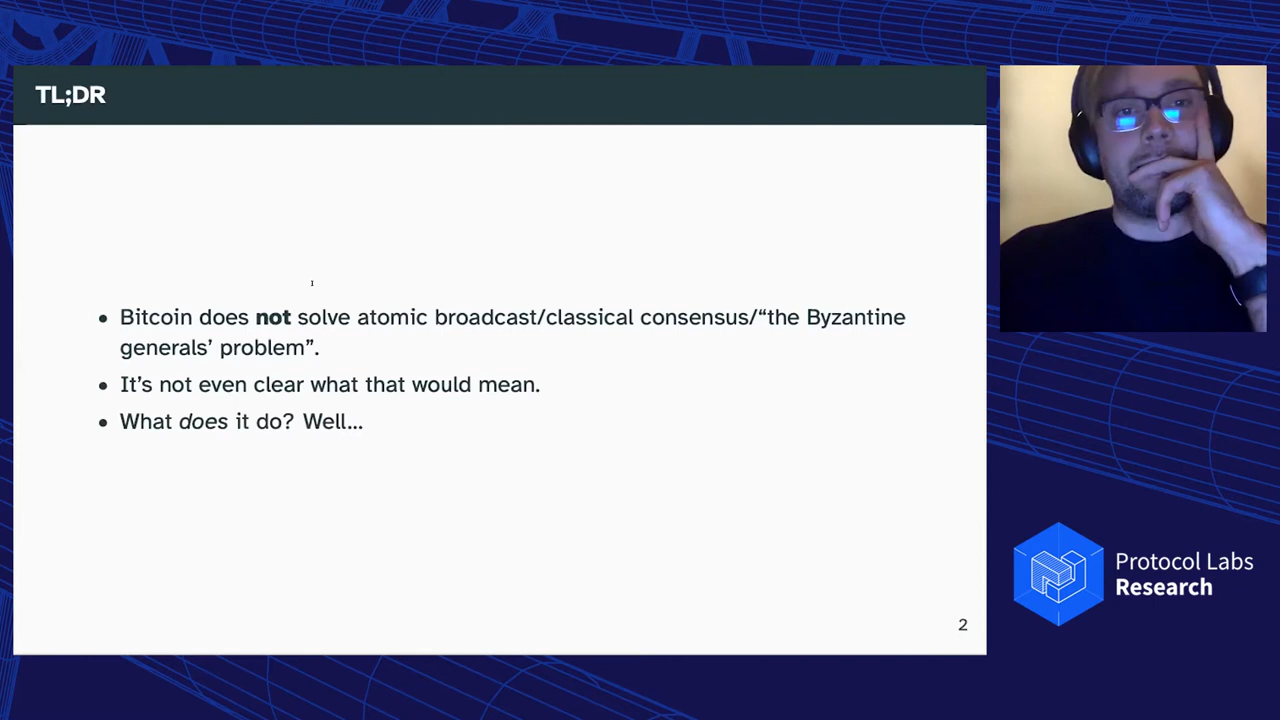 TL;DR
• Bitcoin does not solve atomic broadcast/classical consensus/“the Byzantine
generals’ problem”.
• It’s not even clear what that would mean.
• What does it do? Well…
2
Protocol Labs
Research